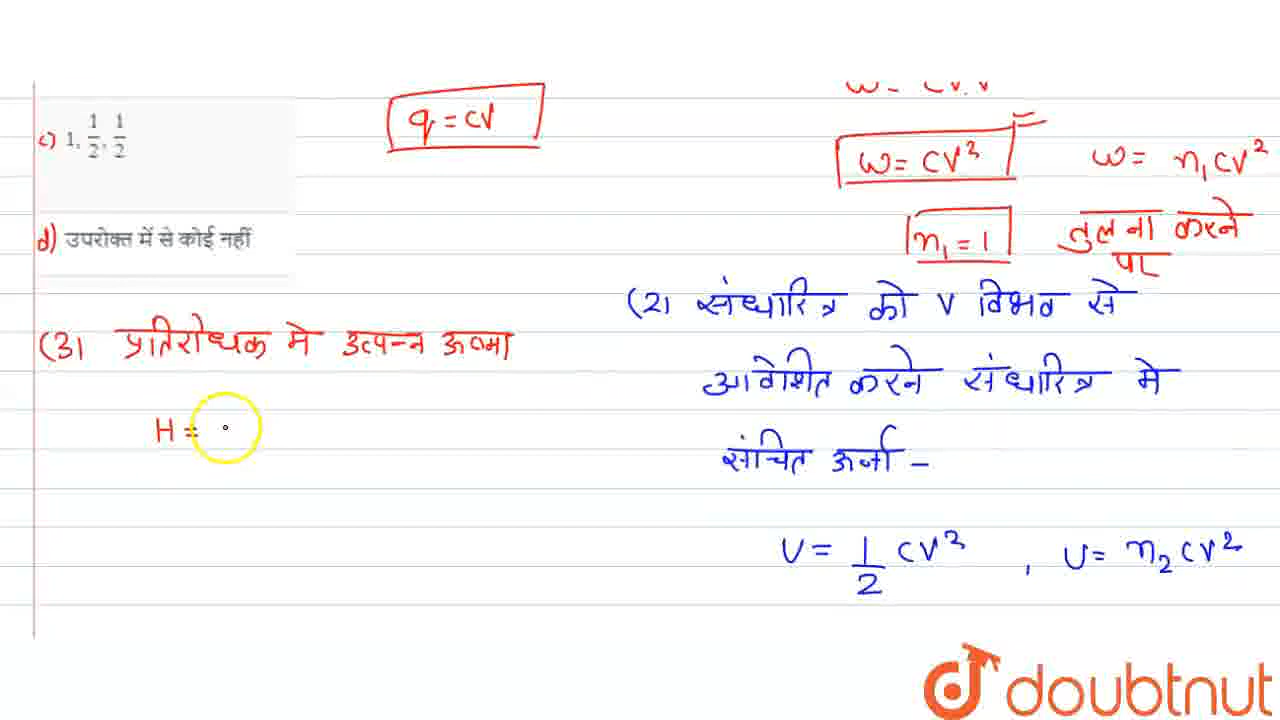 c) 1, 1/2, 1/2
d) उपरोक्त में से कोई नहीं
q = CV
W = CV.V
W = CV²
W = n₁CV²
n₁ = 1
तुलना करने
पर
(2) संधारित्र को V विभव से
आवेशित करने संधारित्र मे
संचित ऊर्जा –
U = 1/2 CV² , U = n₂CV²
(3) प्रतिरोधक मे उत्पन्न ऊष्मा
H =
doubtnut